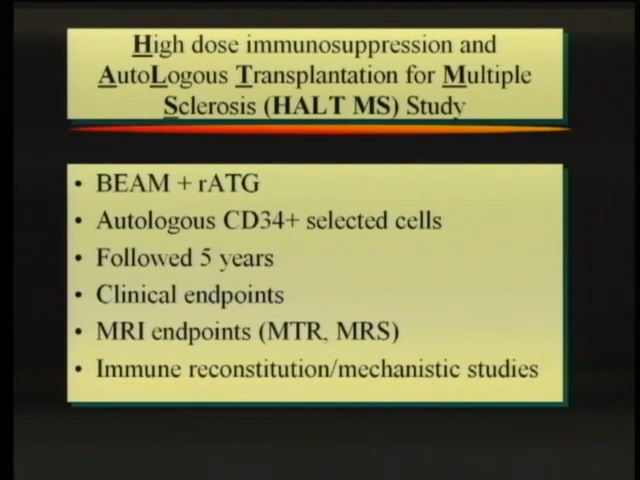 High dose immunosuppression and
AutoLogous Transplantation for Multiple
Sclerosis (HALT MS) Study
• BEAM + rATG
• Autologous CD34+ selected cells
• Followed 5 years
• Clinical endpoints
• MRI endpoints (MTR, MRS)
• Immune reconstitution/mechanistic studies